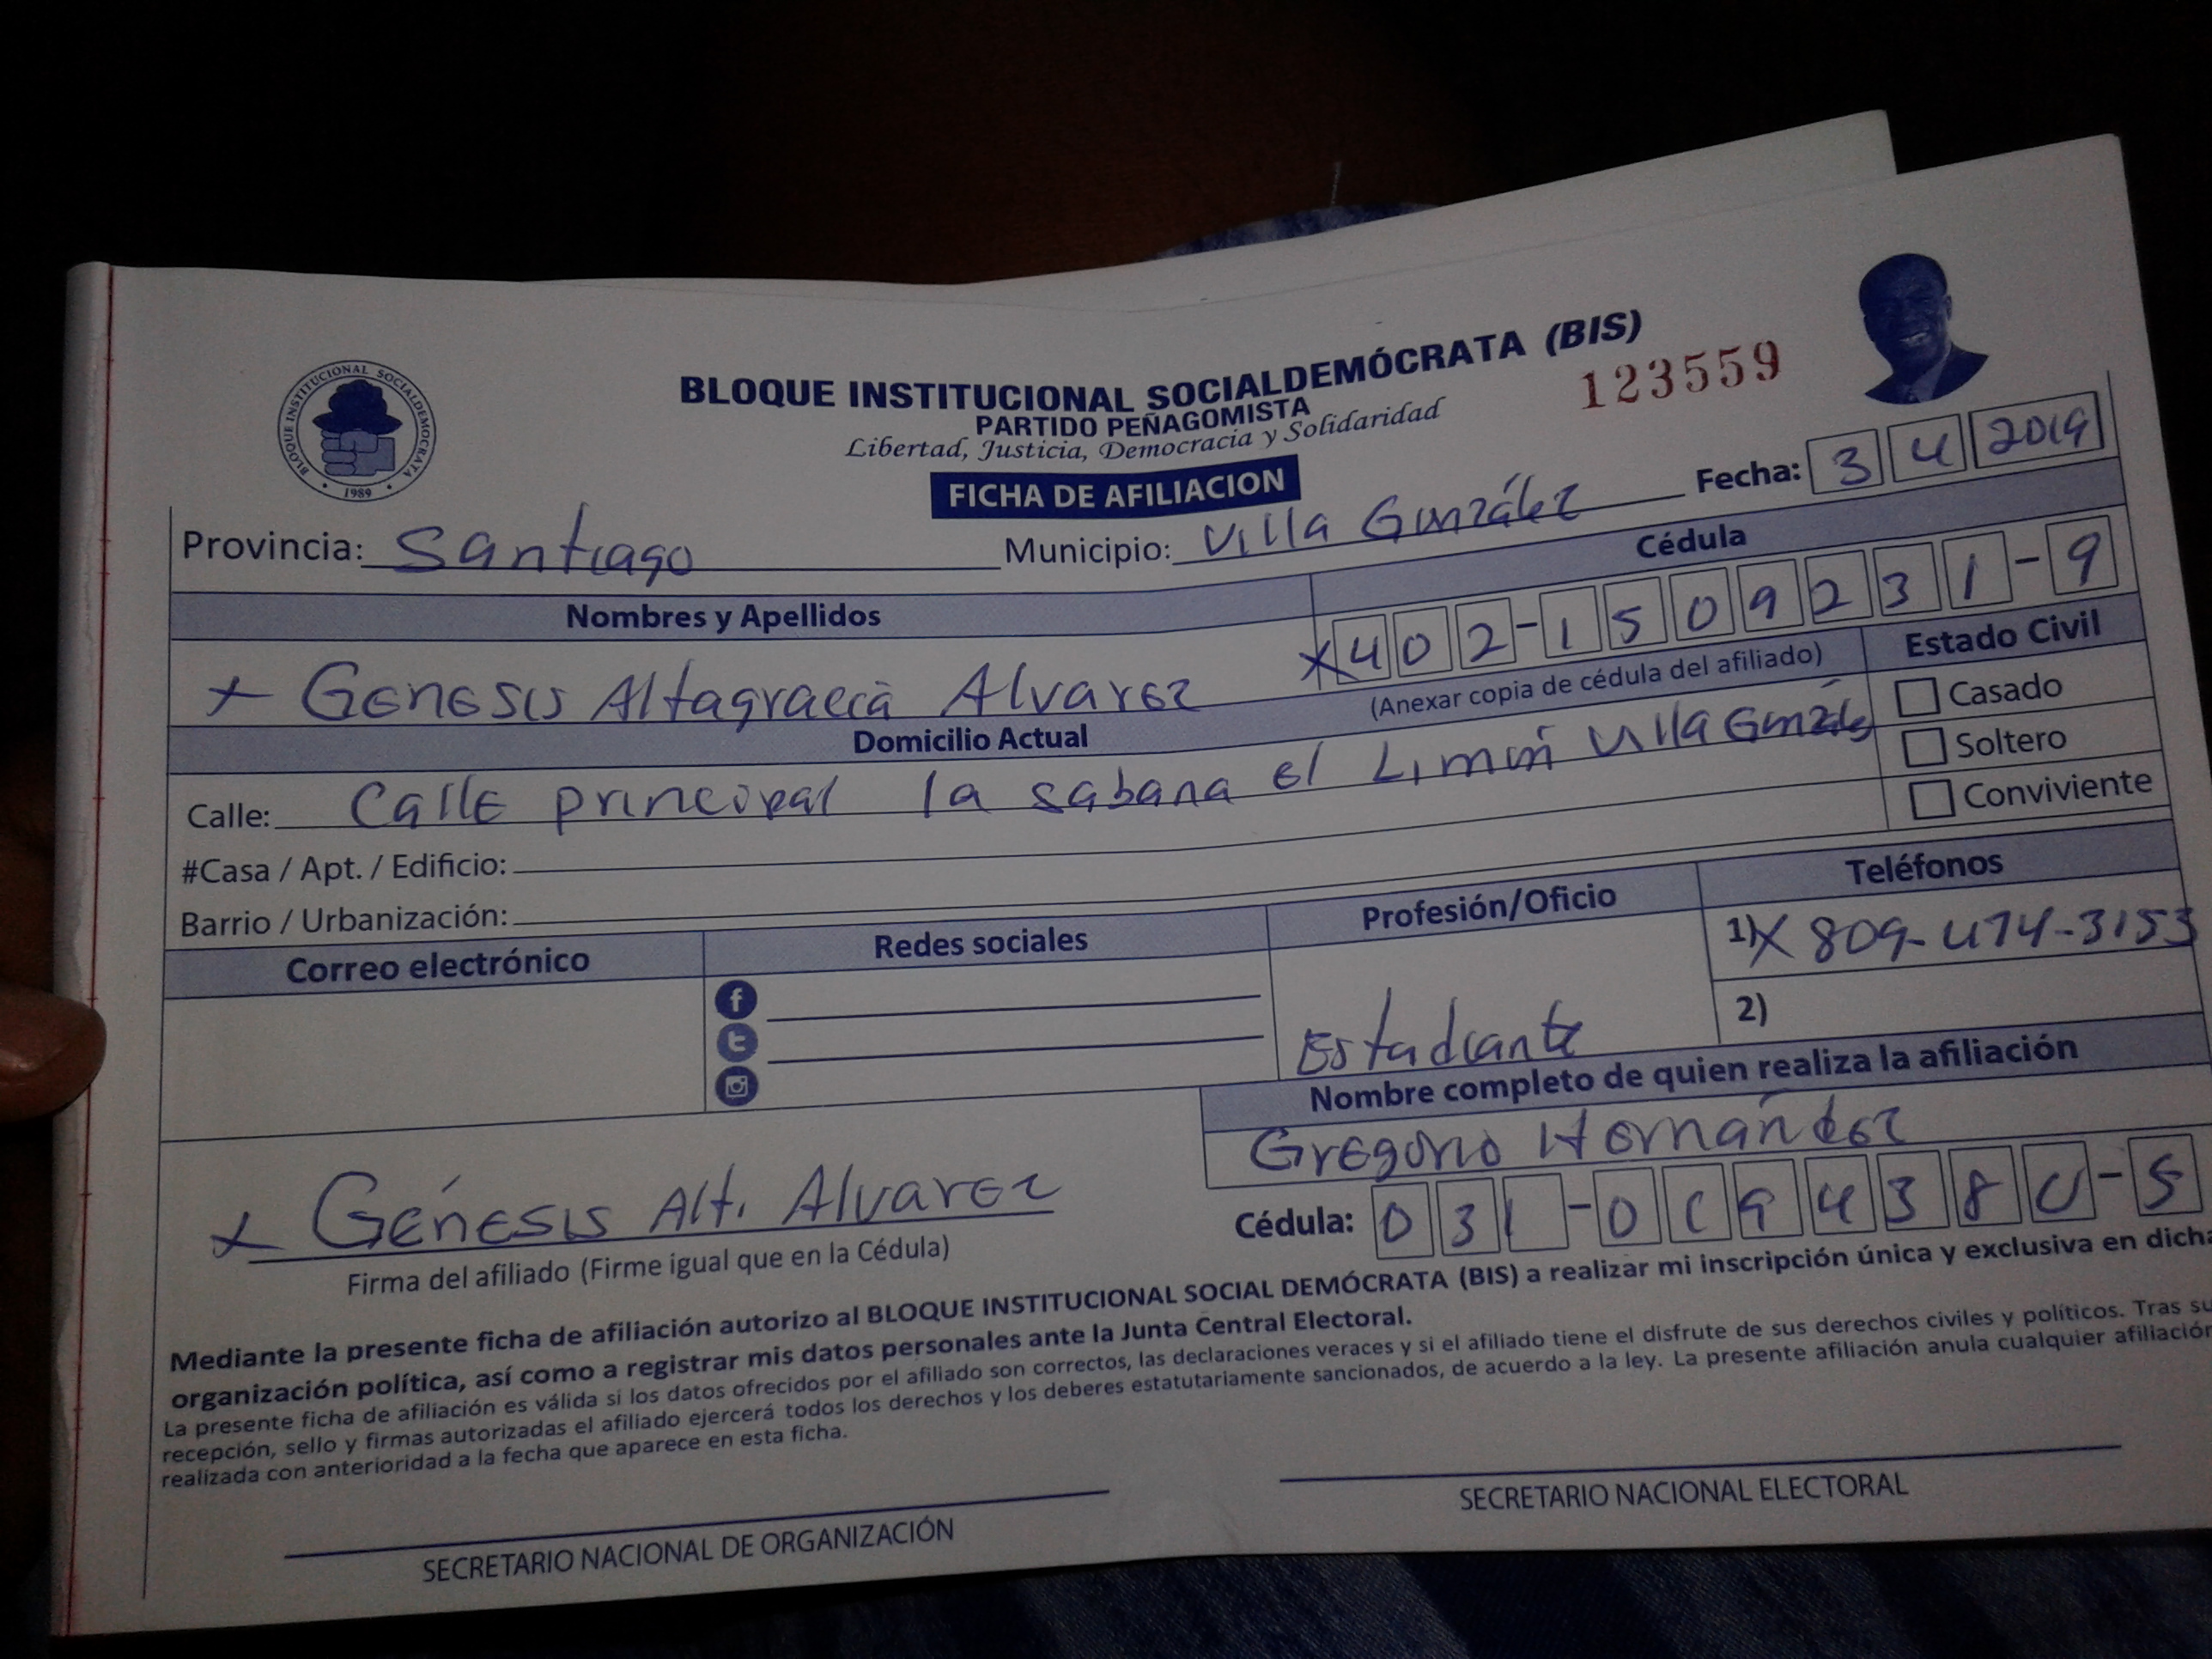 BLOQUE INSTITUCIONAL SOCIALDEMOCRATA
1989
BLOQUE INSTITUCIONAL SOCIALDEMÓCRATA (BIS)
PARTIDO PEÑAGOMISTA
Libertad, Justicia, Democracia y Solidaridad
123559
FICHA DE AFILIACION
Fecha: 3 4 2019
Provincia: Santiago Municipio: Villa González
Nombres y Apellidos
Cédula
x Genesis Altagracia Alvarez
x 402-1509231-9
(Anexar copia de cédula del afiliado)
Estado Civil
Casado
Soltero
Conviviente
Domicilio Actual
Calle: Calle principal la sabana el Limón Villa González
#Casa / Apt. / Edificio:
Barrio / Urbanización:
Correo electrónico
Redes sociales
Profesión/Oficio
Teléfonos
Estadiante
1) X 809-474-3153
2)
Nombre completo de quien realiza la afiliación
Gregorio Hernández
x Génesis Alt. Alvarez
Firma del afiliado (Firme igual que en la Cédula)
Cédula: 031-0194384-5
Mediante la presente ficha de afiliación autorizo al BLOQUE INSTITUCIONAL SOCIAL DEMÓCRATA (BIS) a realizar mi inscripción única y exclusiva en dicha
organización política, así como a registrar mis datos personales ante la Junta Central Electoral.
La presente ficha de afiliación es válida si los datos ofrecidos por el afiliado son correctos, las declaraciones veraces y si el afiliado tiene el disfrute de sus derechos civiles y políticos. Tras su
recepción, sello y firmas autorizadas el afiliado ejercerá todos los derechos y los deberes estatutariamente sancionados, de acuerdo a la ley. La presente afiliación anula cualquier afiliación
realizada con anterioridad a la fecha que aparece en esta ficha.
SECRETARIO NACIONAL DE ORGANIZACIÓN
SECRETARIO NACIONAL ELECTORAL